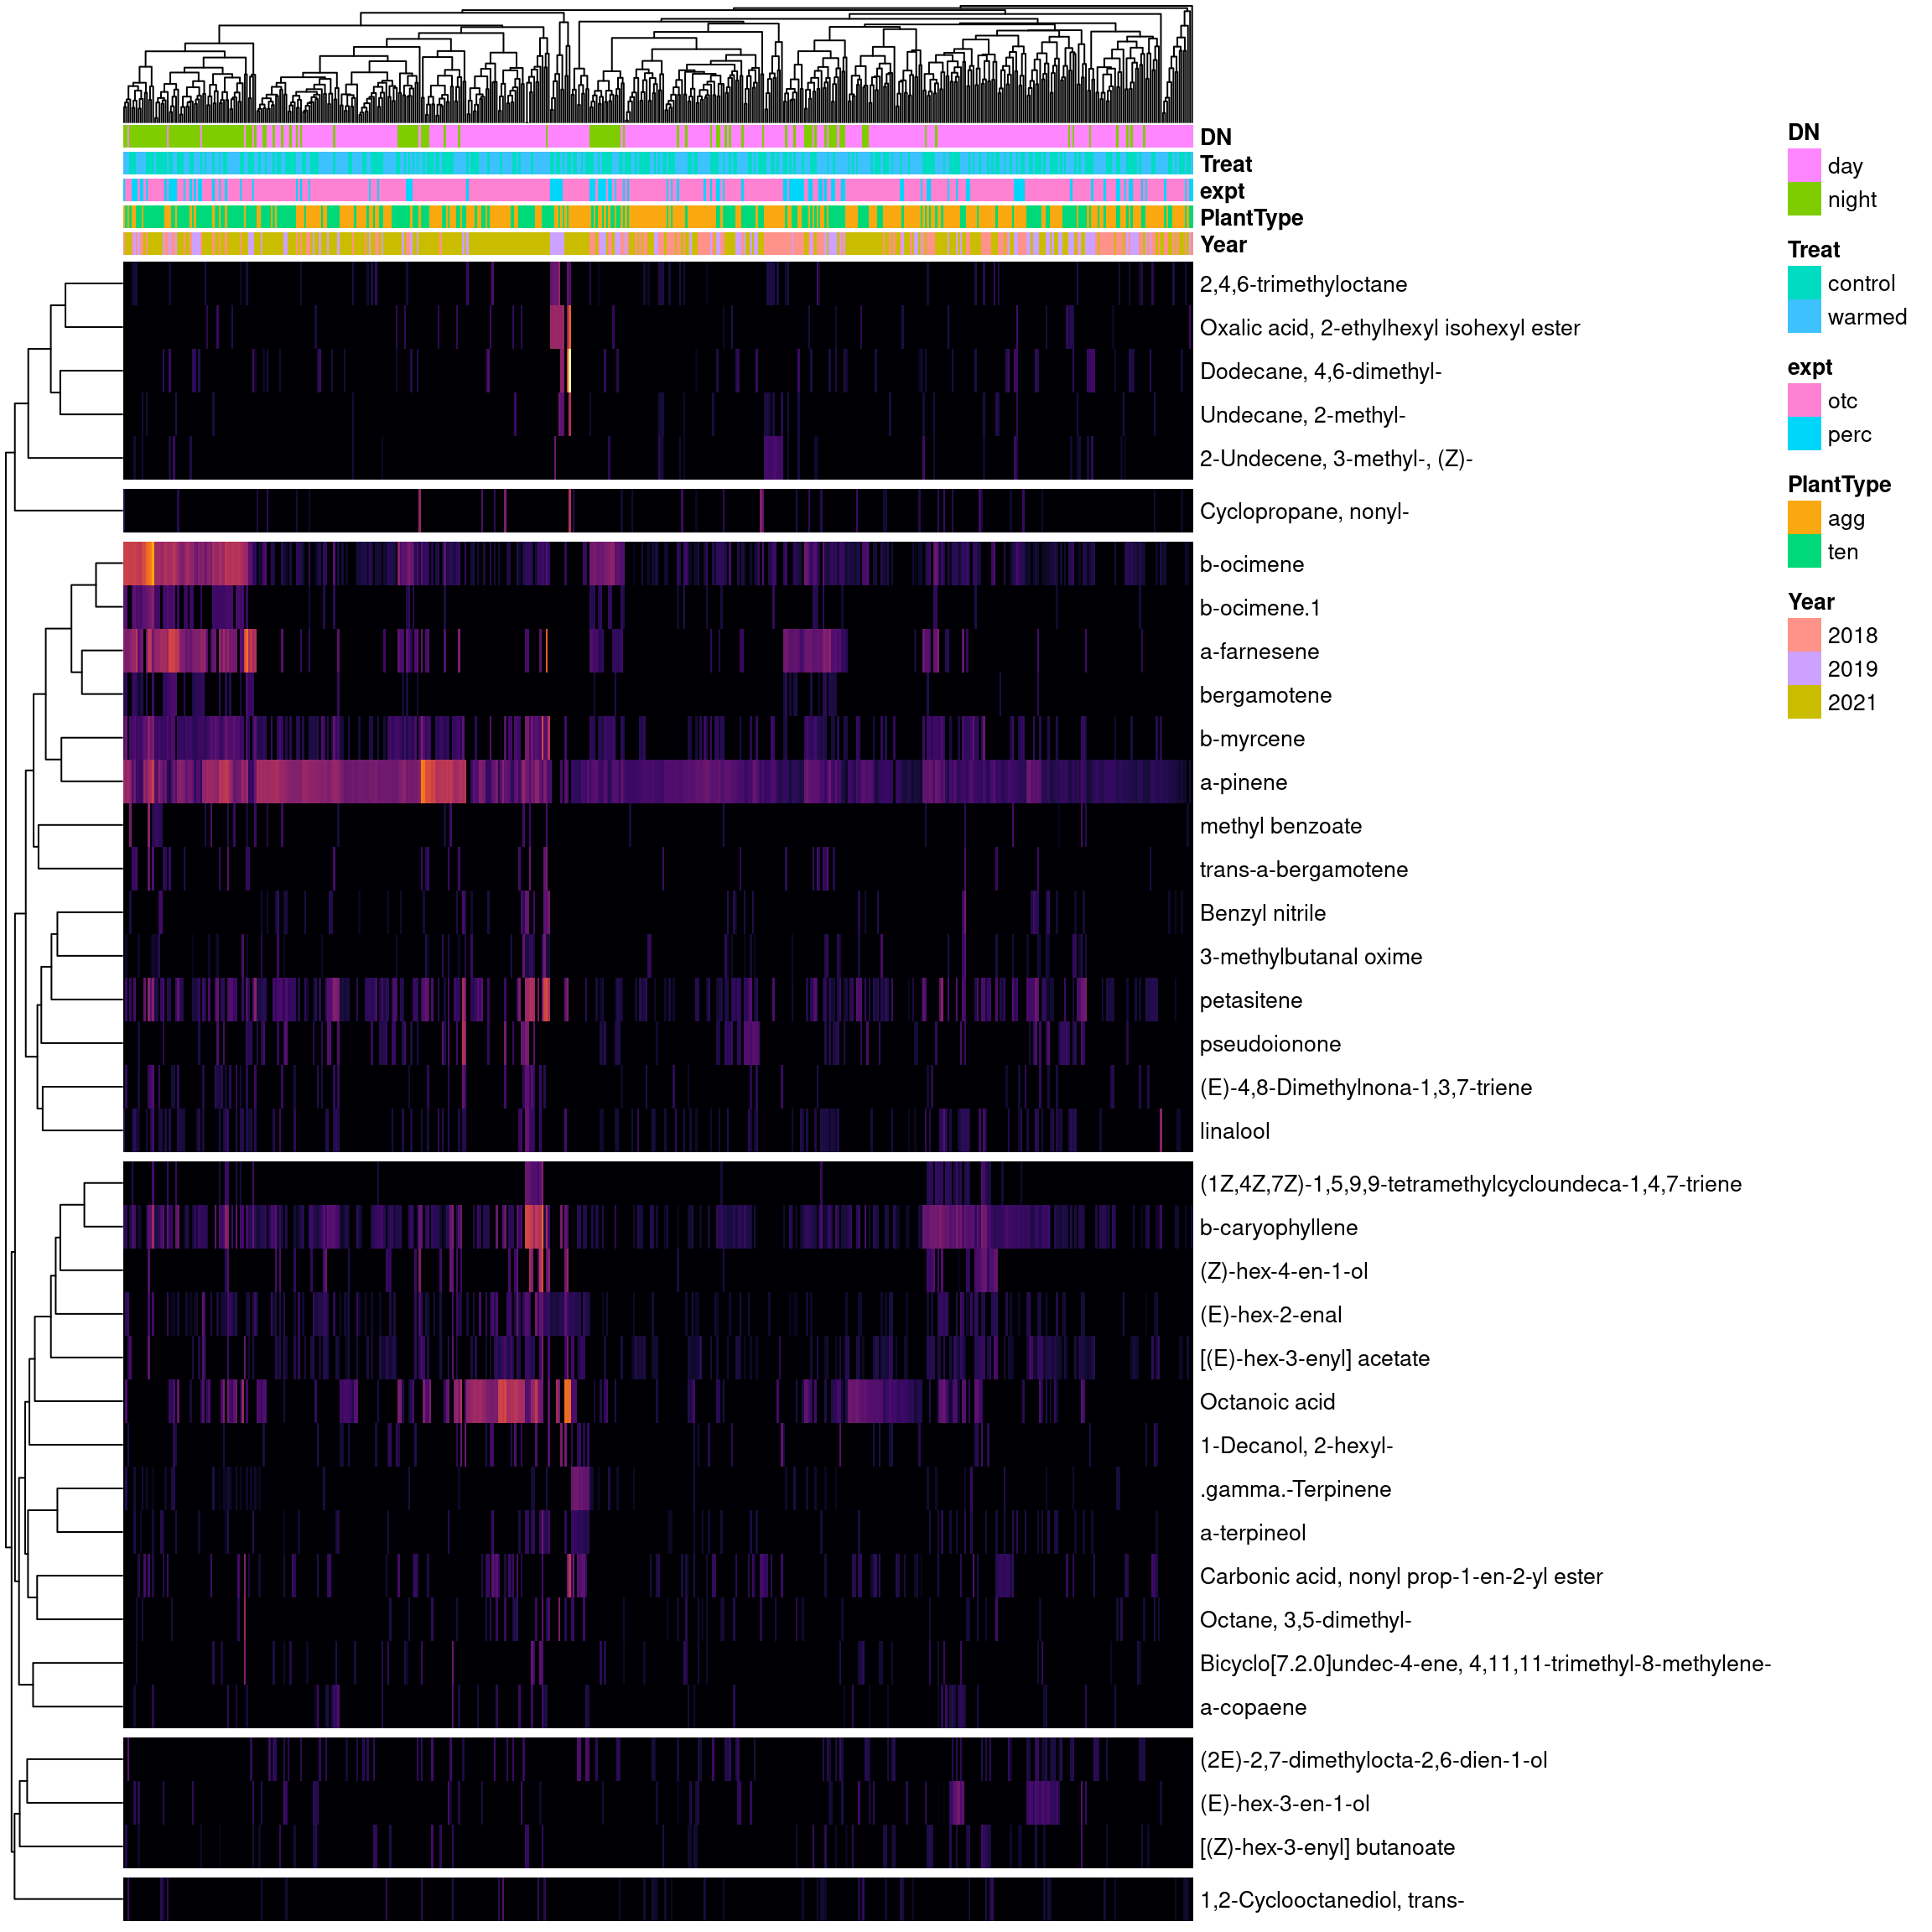 DN
Treat
expt
PlantType
Year
2,4,6-trimethyloctane
Oxalic acid, 2-ethylhexyl isohexyl ester
Dodecane, 4,6-dimethyl-
Undecane, 2-methyl-
2-Undecene, 3-methyl-, (Z)-
Cyclopropane, nonyl-
b-ocimene
b-ocimene.1
a-farnesene
bergamotene
b-myrcene
a-pinene
methyl benzoate
trans-a-bergamotene
Benzyl nitrile
3-methylbutanal oxime
petasitene
pseudoionone
(E)-4,8-Dimethylnona-1,3,7-triene
linalool
(1Z,4Z,7Z)-1,5,9,9-tetramethylcycloundeca-1,4,7-triene
b-caryophyllene
(Z)-hex-4-en-1-ol
(E)-hex-2-enal
[(E)-hex-3-enyl] acetate
Octanoic acid
1-Decanol, 2-hexyl-
.gamma.-Terpinene
a-terpineol
Carbonic acid, nonyl prop-1-en-2-yl ester
Octane, 3,5-dimethyl-
Bicyclo[7.2.0]undec-4-ene, 4,11,11-trimethyl-8-methylene-
a-copaene
(2E)-2,7-dimethylocta-2,6-dien-1-ol
(E)-hex-3-en-1-ol
[(Z)-hex-3-enyl] butanoate
1,2-Cyclooctanediol, trans-
DN
day
night
Treat
control
warmed
expt
otc
perc
PlantType
agg
ten
Year
2018
2019
2021